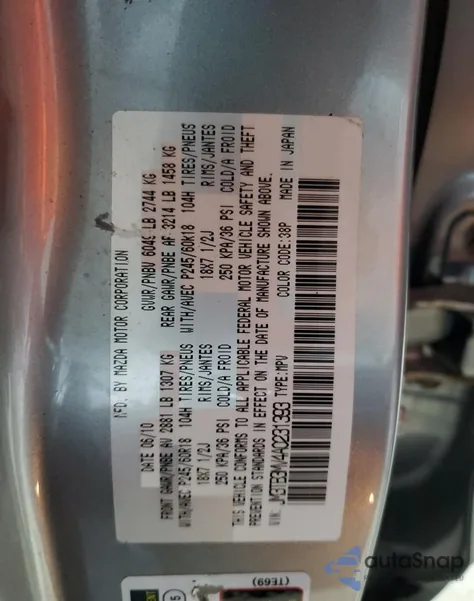 MFD. BY MAZDA MOTOR CORPORATION
DATE 06/10 GVWR/PNBV 6049 LB 2744 KG
FRONT GAWR/PNBE AV 2881 LB 1307 KG REAR GAWR/PNBE AF 3214 LB 1458 KG
WITH/AVEC P245/60R18 104H TIRES/PNEUS WITH/AVEC P245/60R18 104H TIRES/PNEUS
18X7 1/2J RIMS/JANTES 18X7 1/2J RIMS/JANTES
250 KPA/36 PSI COLD/A FROID 250 KPA/36 PSI COLD/A FROID
THIS VEHICLE CONFORMS TO ALL APPLICABLE FEDERAL MOTOR VEHICLE SAFETY AND THEFT
PREVENTION STANDARDS IN EFFECT ON THE DATE OF MANUFACTURE SHOWN ABOVE.
VIN: JM3TB3MV4A0231393 TYPE:MPV COLOR CODE:38P MADE IN JAPAN
(TE69)
autoSnap